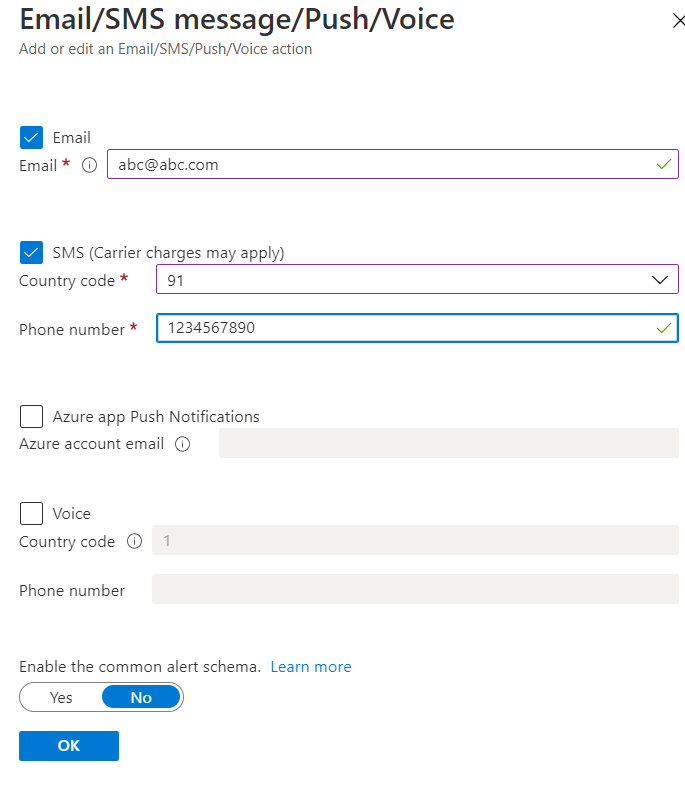 Email/SMS message/Push/Voice
Add or edit an Email/SMS/Push/Voice action
Email
Email * abc@abc.com
SMS (Carrier charges may apply)
Country code * 91
Phone number * 1234567890
Azure app Push Notifications
Azure account email
Voice
Country code 1
Phone number
Enable the common alert schema. Learn more
Yes No
OK